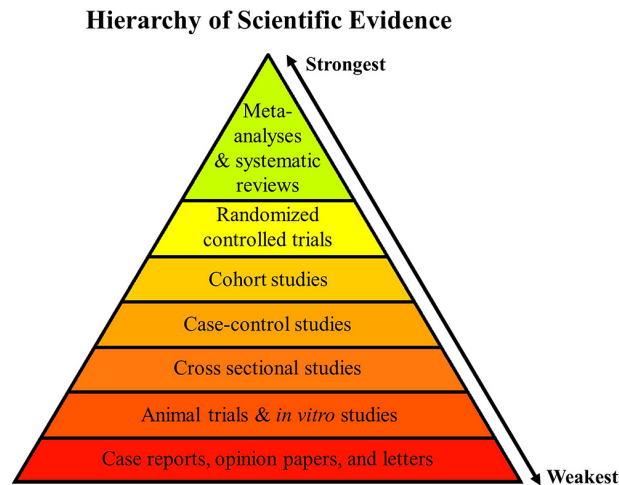 Hierarchy of Scientific Evidence
Strongest
Meta-
analyses
& systematic
reviews
Randomized
controlled trials
Cohort studies
Case-control studies
Cross sectional studies
Animal trials & in vitro studies
Case reports, opinion papers, and letters
Weakest